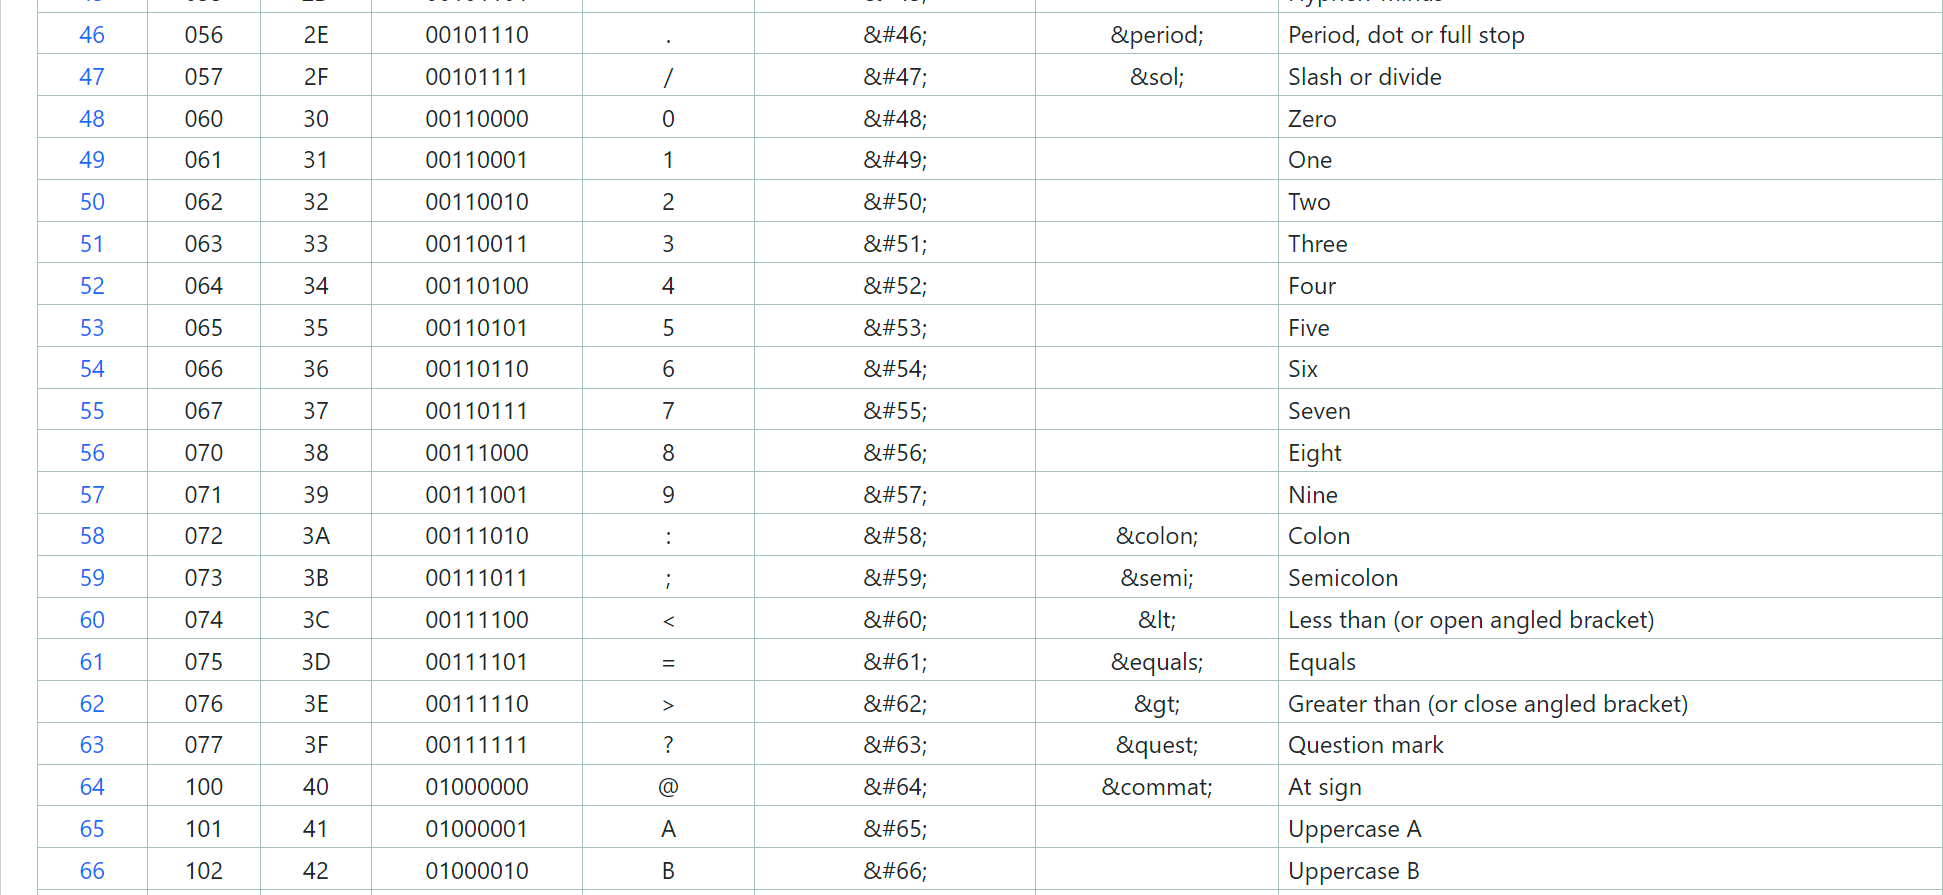 46 056 2E 00101110 . &#46; &period; Period, dot or full stop
47 057 2F 00101111 / &#47; &sol; Slash or divide
48 060 30 00110000 0 &#48; Zero
49 061 31 00110001 1 &#49; One
50 062 32 00110010 2 &#50; Two
51 063 33 00110011 3 &#51; Three
52 064 34 00110100 4 &#52; Four
53 065 35 00110101 5 &#53; Five
54 066 36 00110110 6 &#54; Six
55 067 37 00110111 7 &#55; Seven
56 070 38 00111000 8 &#56; Eight
57 071 39 00111001 9 &#57; Nine
58 072 3A 00111010 : &#58; &colon; Colon
59 073 3B 00111011 ; &#59; &semi; Semicolon
60 074 3C 00111100 < &#60; &lt; Less than (or open angled bracket)
61 075 3D 00111101 = &#61; &equals; Equals
62 076 3E 00111110 > &#62; &gt; Greater than (or close angled bracket)
63 077 3F 00111111 ? &#63; &quest; Question mark
64 100 40 01000000 @ &#64; &commat; At sign
65 101 41 01000001 A &#65; Uppercase A
66 102 42 01000010 B &#66; Uppercase B